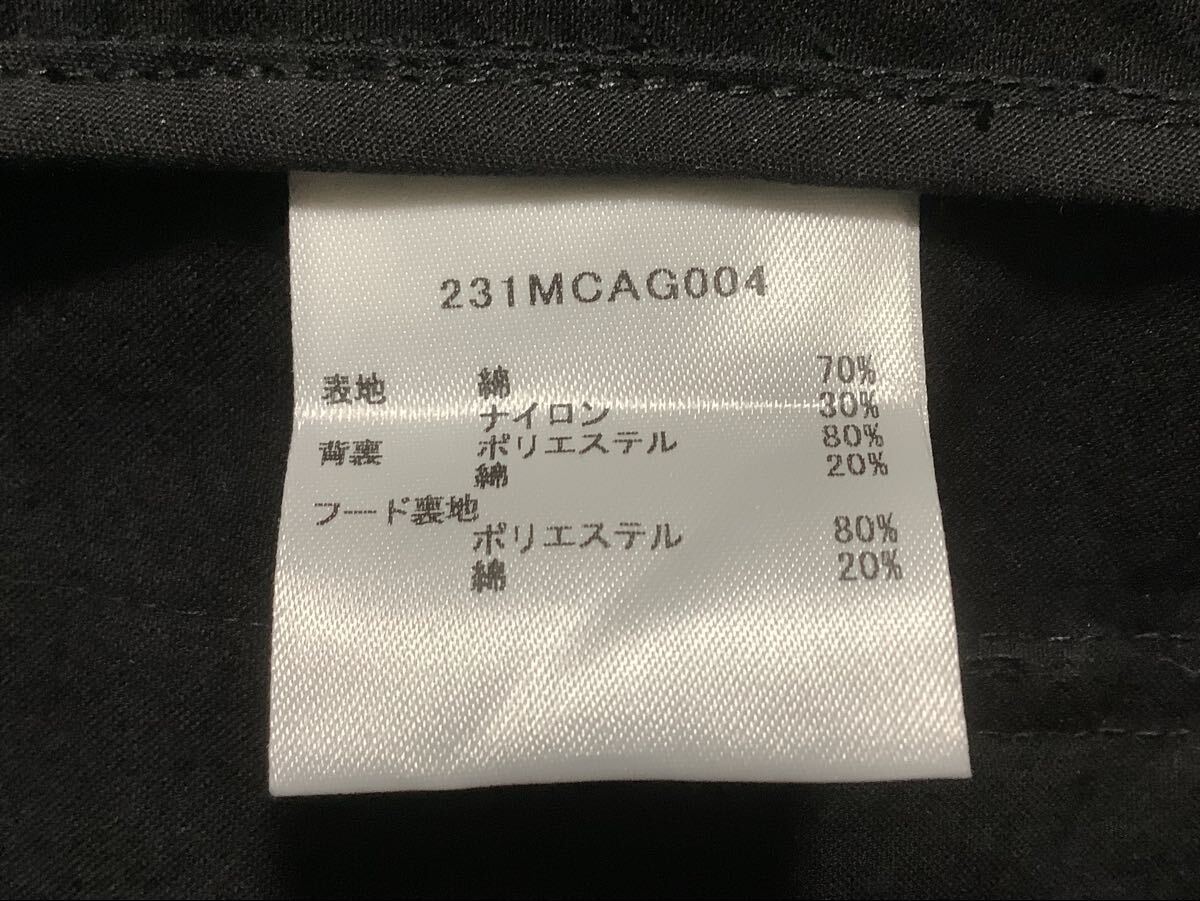 231MCAG004
表地 綿 70%
ナイロン 30%
背裏 ポリエステル 80%
綿 20%
フード裏地
ポリエステル 80%
綿 20%